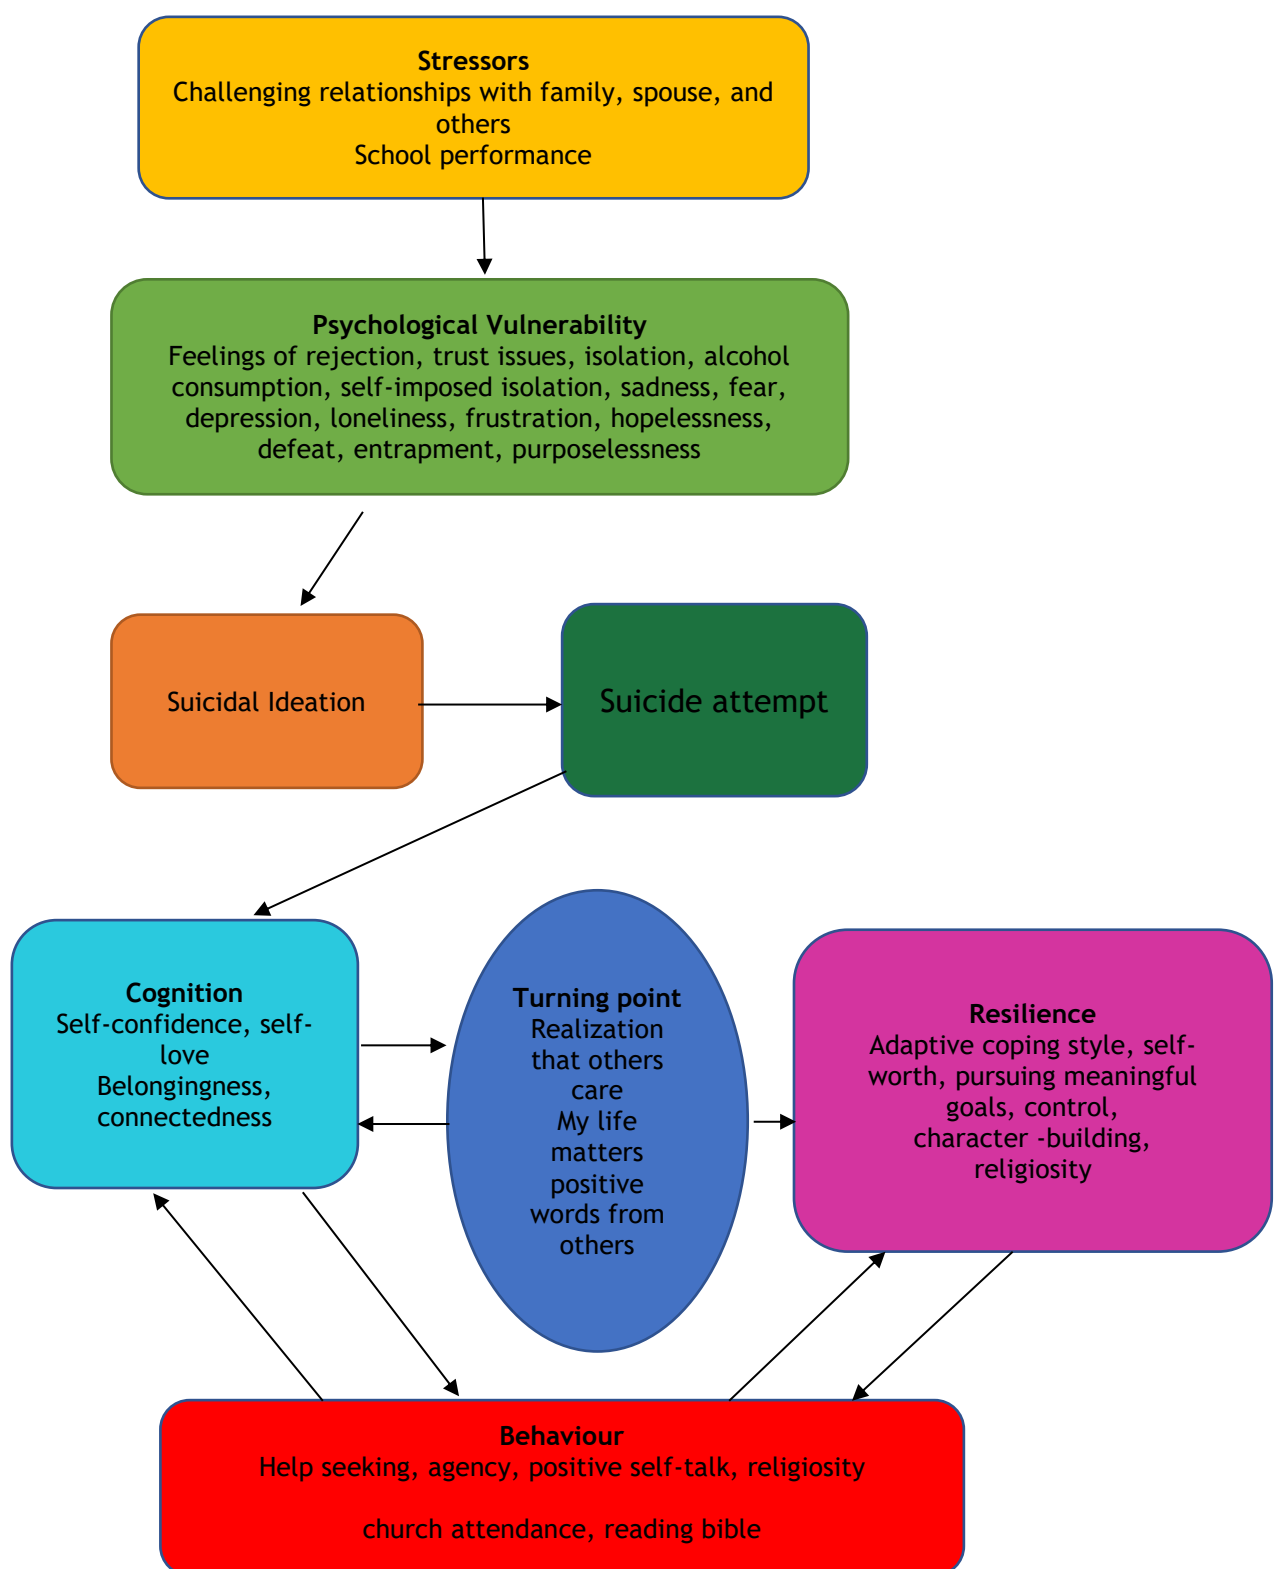 Stressors
Challenging relationships with family, spouse, and
others
School performance
Psychological Vulnerability
Feelings of rejection, trust issues, isolation, alcohol
consumption, self-imposed isolation, sadness, fear,
depression, loneliness, frustration, hopelessness,
defeat, entrapment, purposelessness
Suicidal Ideation
Suicide attempt
Cognition
Self-confidence, self-
love
Belongingness,
connectedness
Turning point
Realization
that others
care
My life
matters
positive
words from
others
Resilience
Adaptive coping style, self-
worth, pursuing meaningful
goals, control,
character -building,
religiosity
Behaviour
Help seeking, agency, positive self-talk, religiosity
church attendance, reading bible